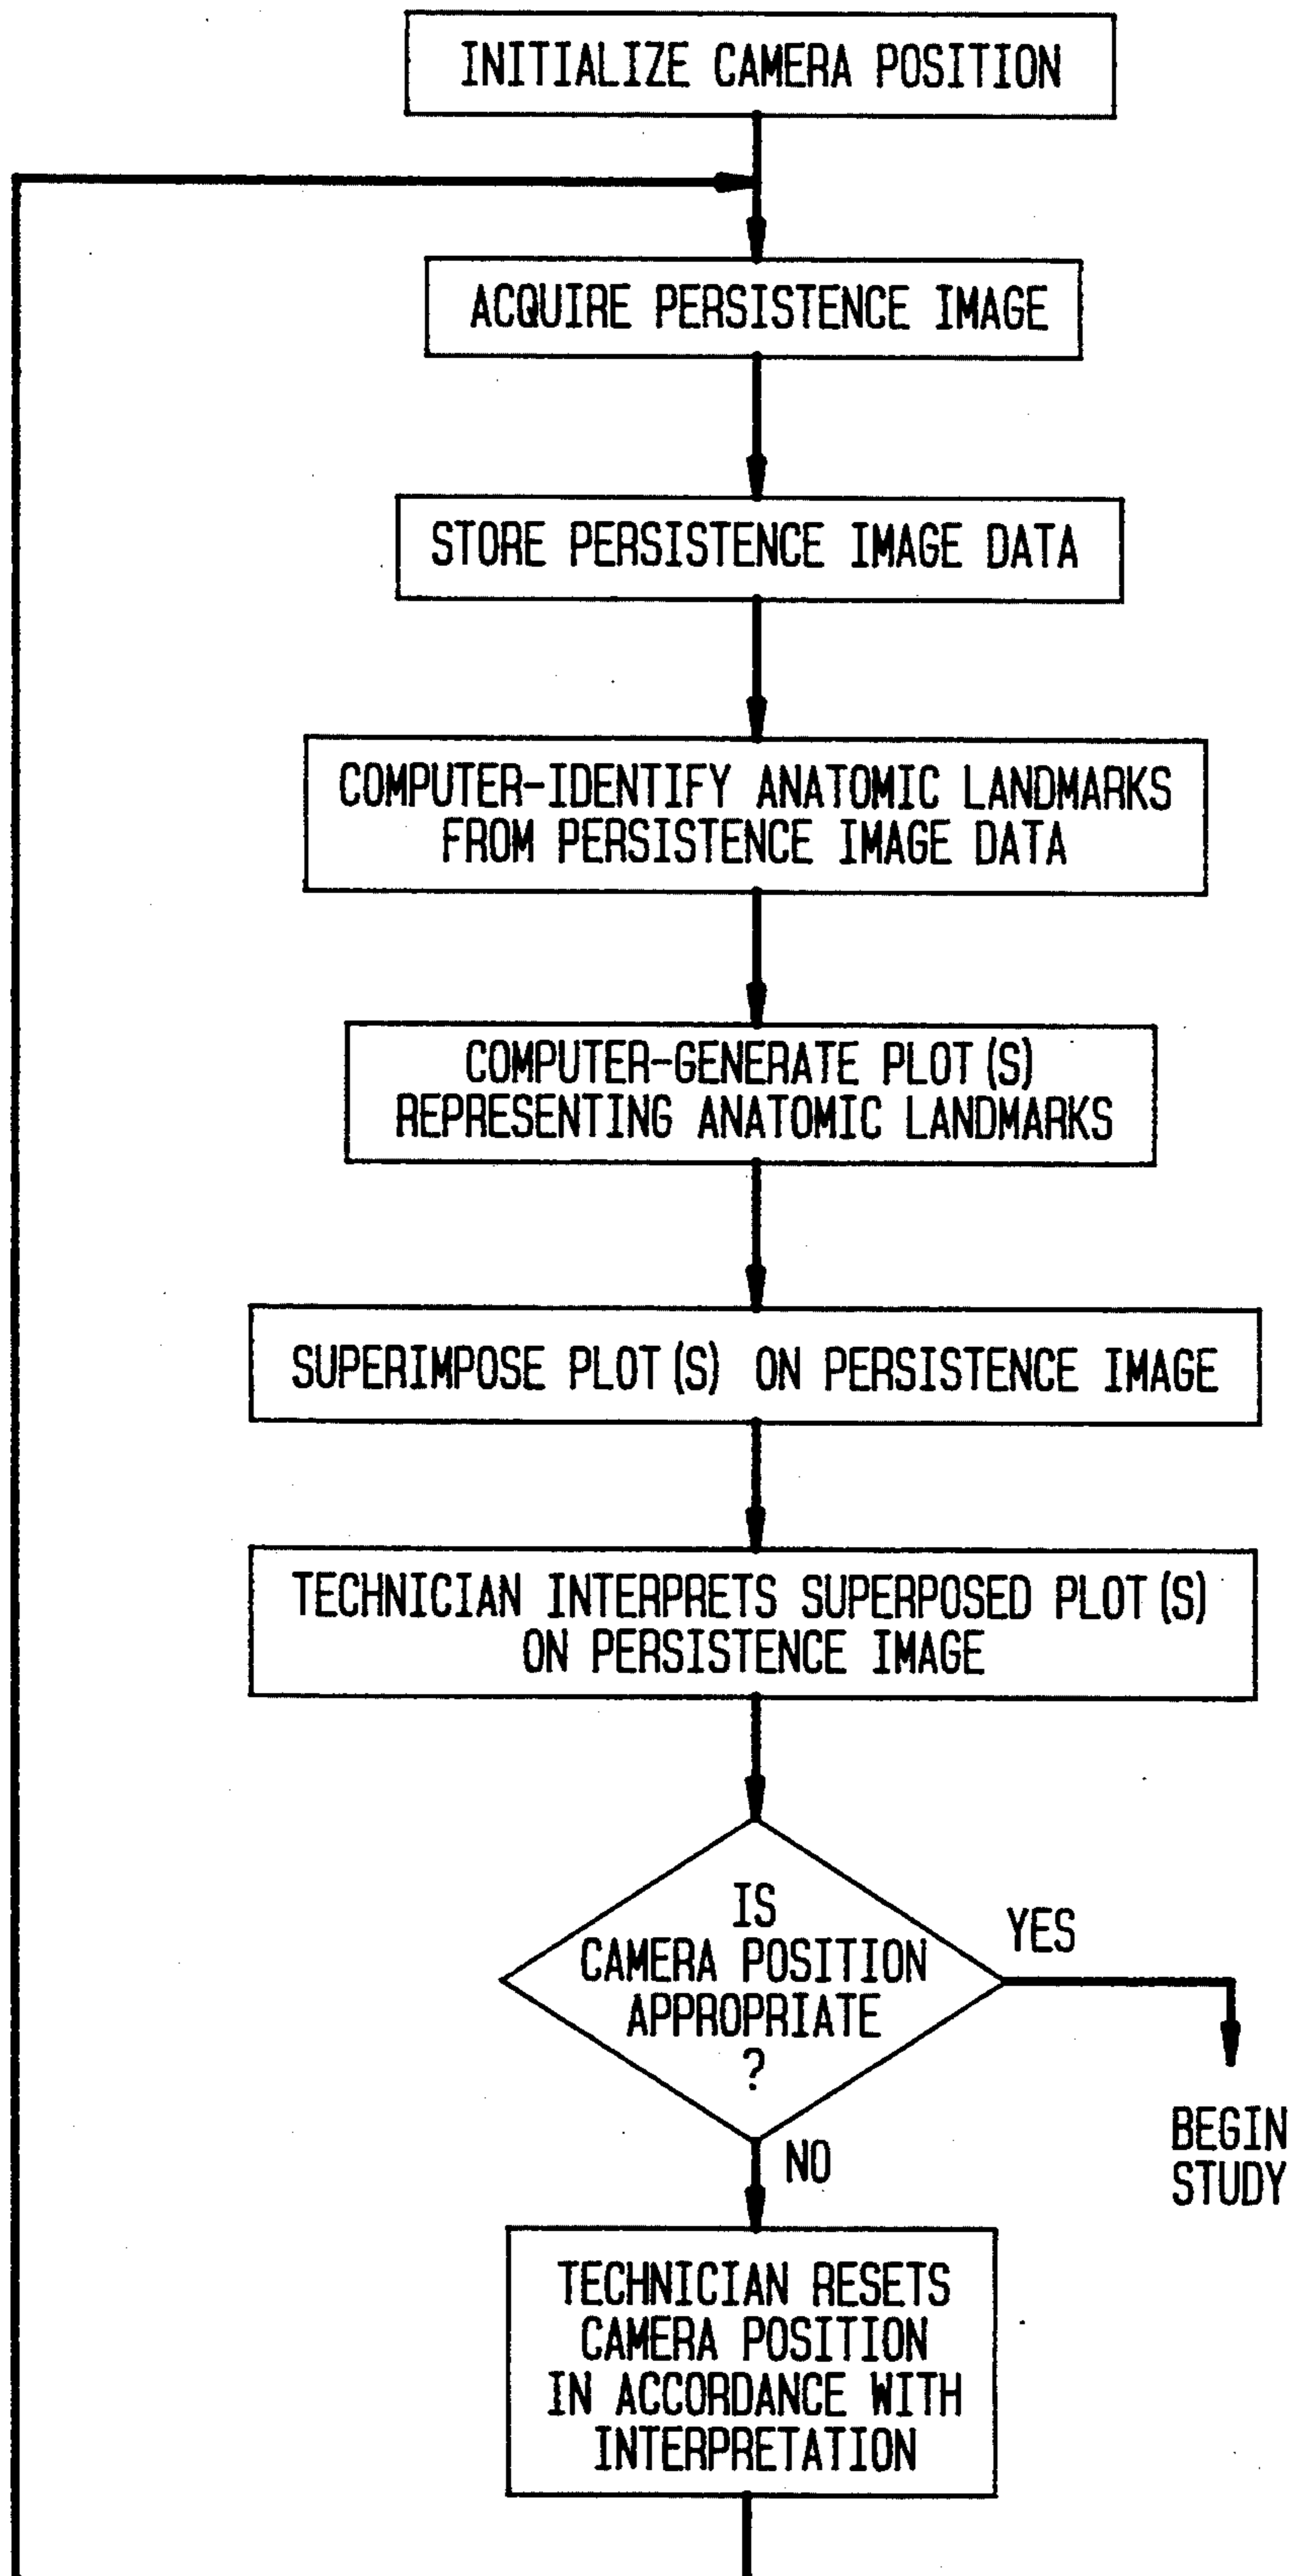 INITIALIZE CAMERA POSITION
ACQUIRE PERSISTENCE IMAGE
STORE PERSISTENCE IMAGE DATA
COMPUTER-IDENTIFY ANATOMIC LANDMARKS
FROM PERSISTENCE IMAGE DATA
COMPUTER-GENERATE PLOT(S)
REPRESENTING ANATOMIC LANDMARKS
SUPERIMPOSE PLOT(S) ON PERSISTENCE IMAGE
TECHNICIAN INTERPRETS SUPERPOSED PLOT(S)
ON PERSISTENCE IMAGE
IS
CAMERA POSITION
APPROPRIATE
?
YES
BEGIN
STUDY
NO
TECHNICIAN RESETS
CAMERA POSITION
IN ACCORDANCE WITH
INTERPRETATION